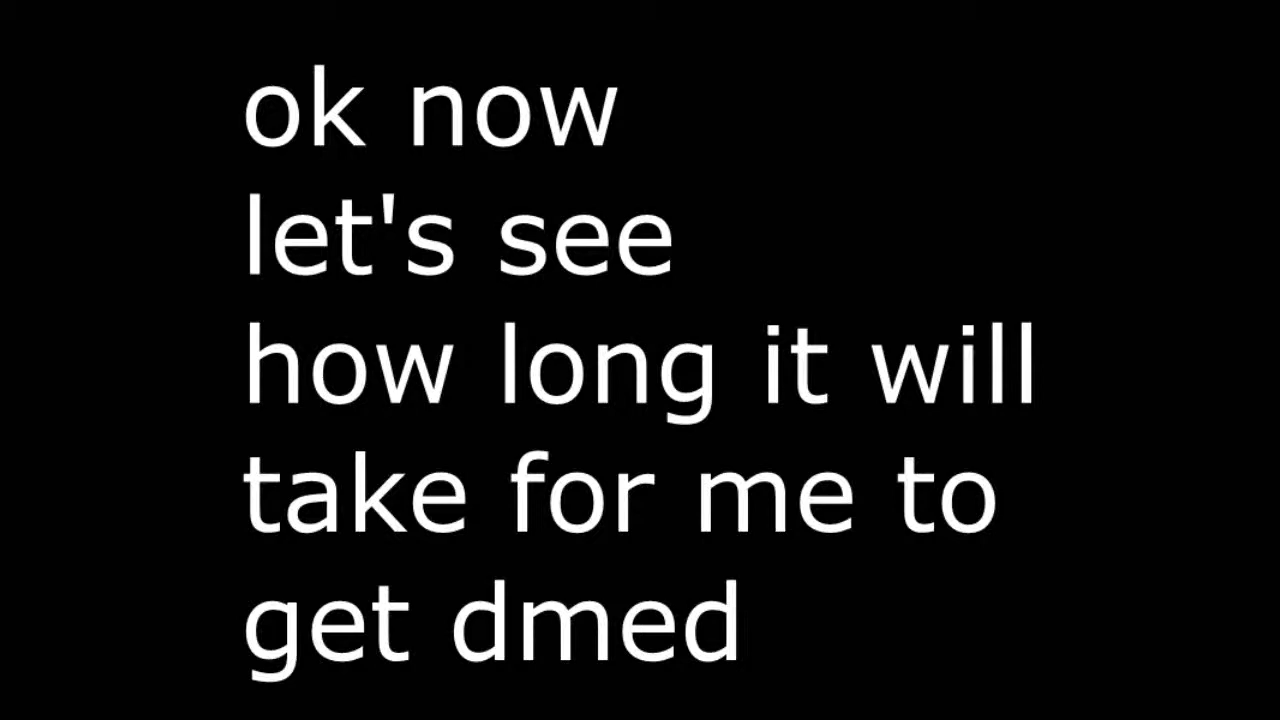 ok now
let's see
how long it will
take for me to
get dmed